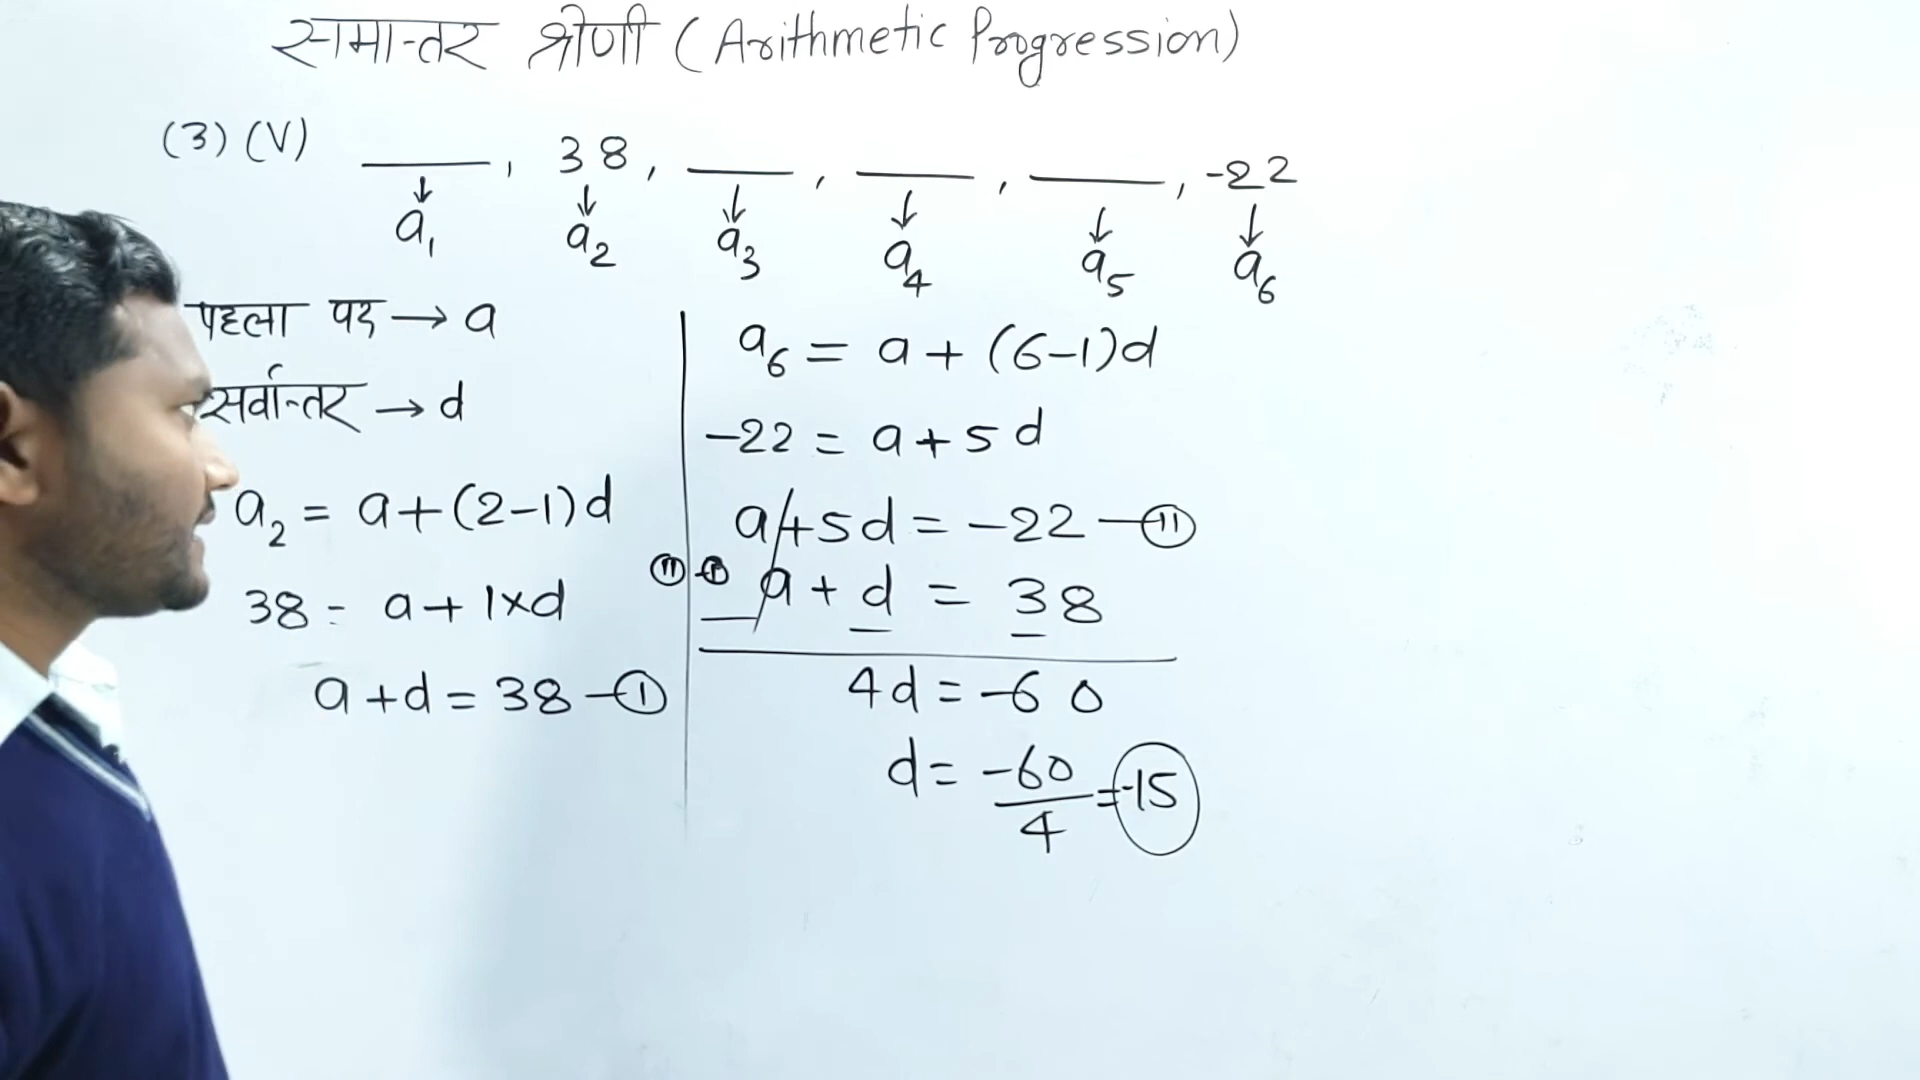 समान्तर श्रेणी (Arithmetic Progression)
(3) (V) ___, 38, ___, ___, ___, -22
↓ ↓ ↓ ↓ ↓ ↓
a₁ a₂ a₃ a₄ a₅ a₆
पहला पद → a
सर्वान्तर → d
a₂ = a+(2-1)d
38 = a+1×d
a+d=38 —①
a₆ = a+(6-1)d
-22 = a+5d
a+5d = -22 —⑪
⑪-① a+d = 38
— — —
4d = -60
d = -60/4 = -15